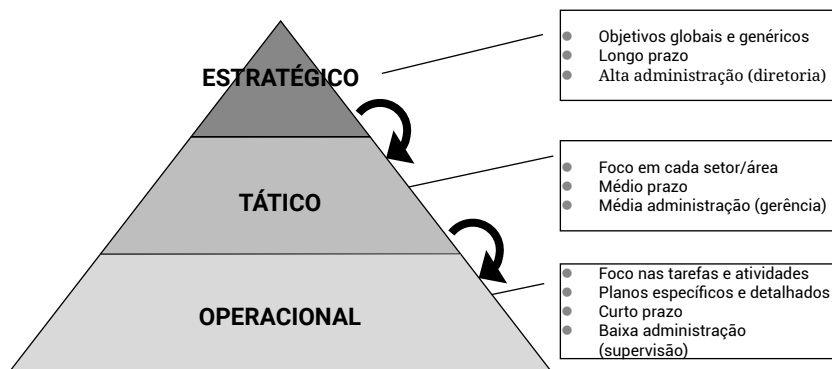 ESTRATÉGICO
Objetivos globais e genéricos
Longo prazo
Alta administração (diretoria)
TÁTICO
Foco em cada setor/área
Médio prazo
Média administração (gerência)
OPERACIONAL
Foco nas tarefas e atividades
Planos específicos e detalhados
Curto prazo
Baixa administração
(supervisão)